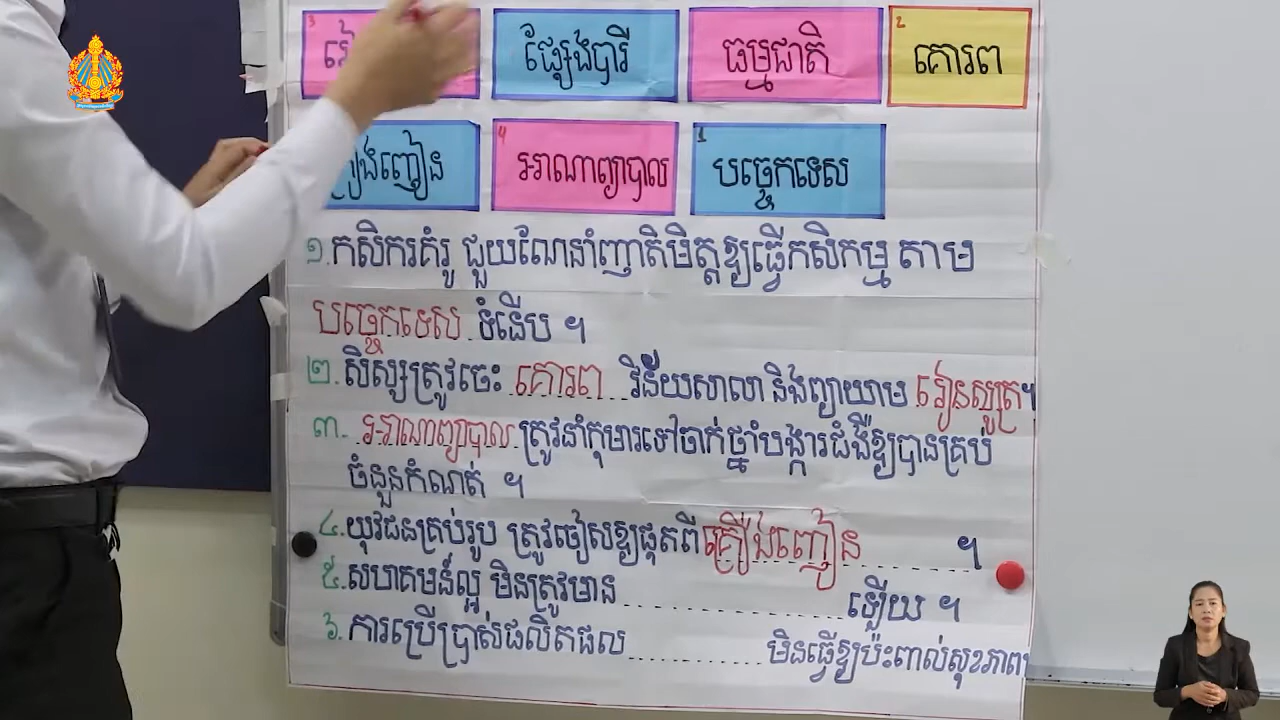 3
ផ្សែងបារី
ធម្មជាតិ
2
គោរព
ញៀន
4
អាណាព្យាបាល
1
បច្ចេកទេស
១.កសិករគំរូ ជួយណែនាំញាតិមិត្តឱ្យធ្វើកសិកម្ម តាម
បច្ចេកទេស ទំនើប ។
២.សិស្សត្រូវចេះ គោរព វិន័យសាលា និងព្យាយាម រៀនសូត្រ។
៣. អាណាព្យាបាល ត្រូវនាំកុមារទៅចាក់ថ្នាំបង្ការជំងឺឱ្យបានគ្រប់
ចំនួនកំណត់ ។
៤.យុវជនគ្រប់រូប ត្រូវចៀសឱ្យផុតពីគ្រឿងញៀន ។
៥.សហគមន៍ល្អ មិនត្រូវមាន ................ ឡើយ ។
៦.ការប្រើប្រាស់ផលិតផល ............ មិនធ្វើឱ្យប៉ះពាល់សុខភាព។